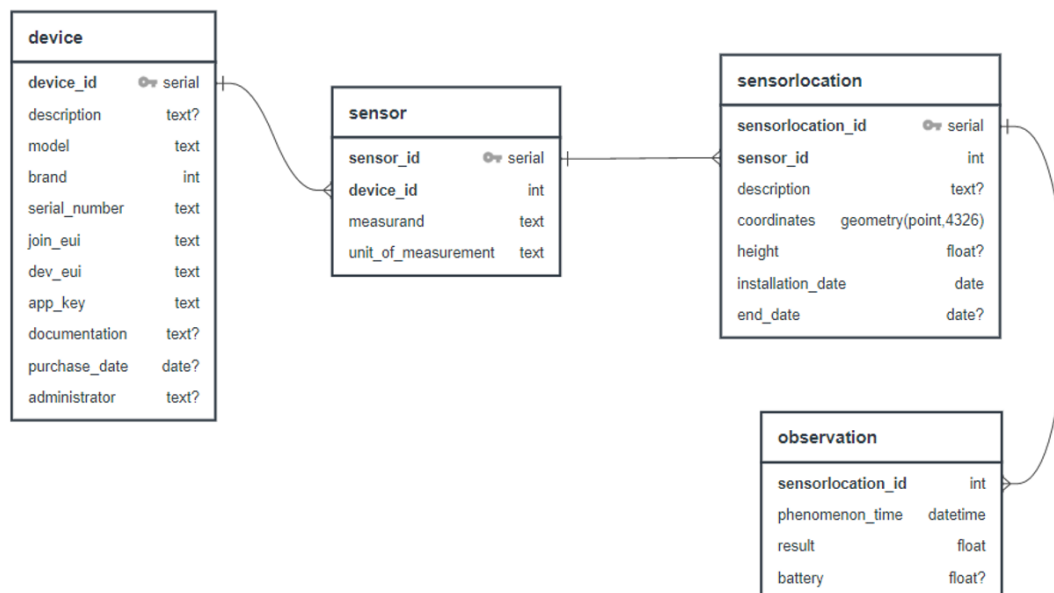 device
device_id serial
description text?
model text
brand int
serial_number text
join_eui text
dev_eui text
app_key text
documentation text?
purchase_date date?
administrator text?
sensor
sensor_id serial
device_id int
measurand text
unit_of_measurement text
sensorlocation
sensorlocation_id serial
sensor_id int
description text?
coordinates geometry(point,4326)
height float?
installation_date date
end_date date?
observation
sensorlocation_id int
phenomenon_time datetime
result float
battery float?